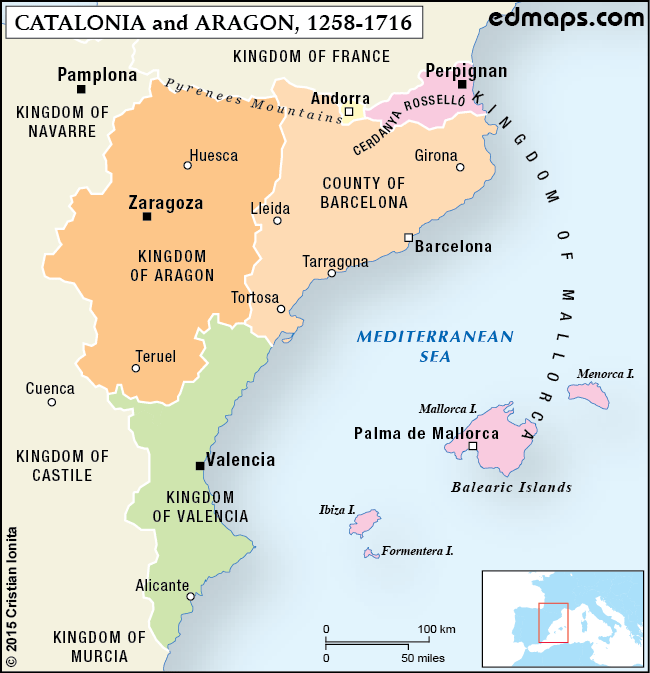 CATALONIA and ARAGON, 1258-1716
edmaps.com
KINGDOM OF FRANCE
Pamplona
Perpignan
Pyrenees Mountains
Andorra
KINGDOM OF
NAVARRE
CERDANYA
ROSSELLÓ
KINGDOM OF MALLORCA
Huesca
Girona
COUNTY OF
BARCELONA
Zaragoza
Lleida
Barcelona
KINGDOM
OF ARAGON
Tarragona
Tortosa
MEDITERRANEAN
SEA
Teruel
Menorca I.
Cuenca
Mallorca I.
Palma de Mallorca
KINGDOM OF
CASTILE
Valencia
Balearic Islands
KINGDOM
OF VALENCIA
Ibiza I.
Formentera I.
Alicante
KINGDOM OF
MURCIA
0 100 km
0 50 miles
© 2015 Cristian Ionita